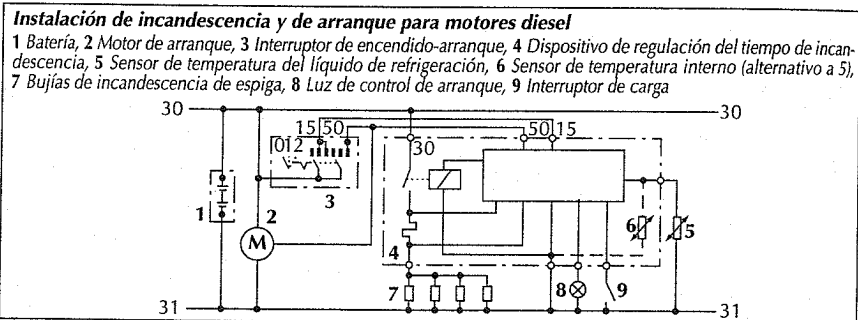 Instalación de incandescencia y de arranque para motores diesel
1 Batería, 2 Motor de arranque, 3 Interruptor de encendido-arranque, 4 Dispositivo de regulación del tiempo de incan-
descencia, 5 Sensor de temperatura del líquido de refrigeración, 6 Sensor de temperatura interno (alternativo a 5),
7 Bujías de incandescencia de espiga, 8 Luz de control de arranque, 9 Interruptor de carga
30 30
15 50 50 15
012 30
3
1 2 6 5
M
4
7 8 9
31 31